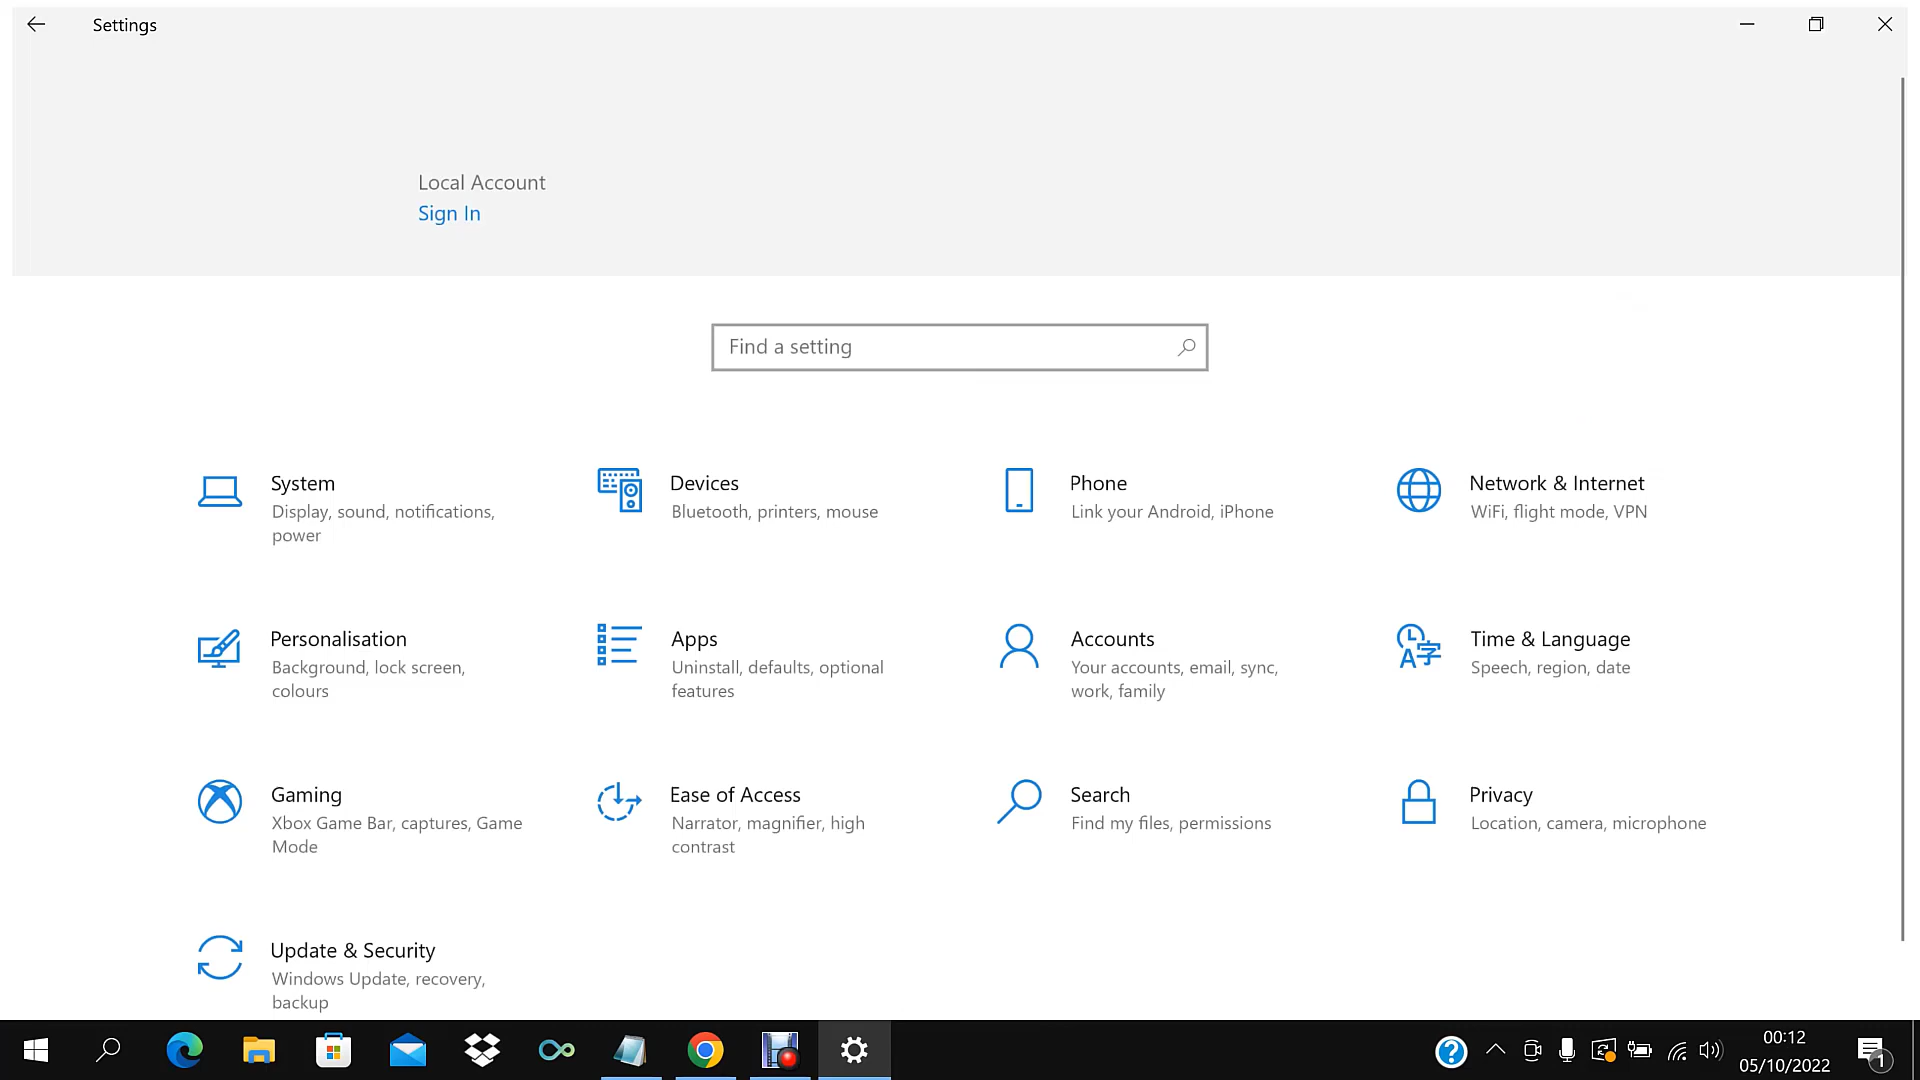 Settings
Local Account
Sign In
Find a setting
System
Display, sound, notifications,
power
Devices
Bluetooth, printers, mouse
Phone
Link your Android, iPhone
Network & Internet
WiFi, flight mode, VPN
Personalisation
Background, lock screen,
colours
Apps
Uninstall, defaults, optional
features
Accounts
Your accounts, email, sync,
work, family
Time & Language
Speech, region, date
Gaming
Xbox Game Bar, captures, Game
Mode
Ease of Access
Narrator, magnifier, high
contrast
Search
Find my files, permissions
Privacy
Location, camera, microphone
Update & Security
Windows Update, recovery,
backup
00:12
05/10/2022
1